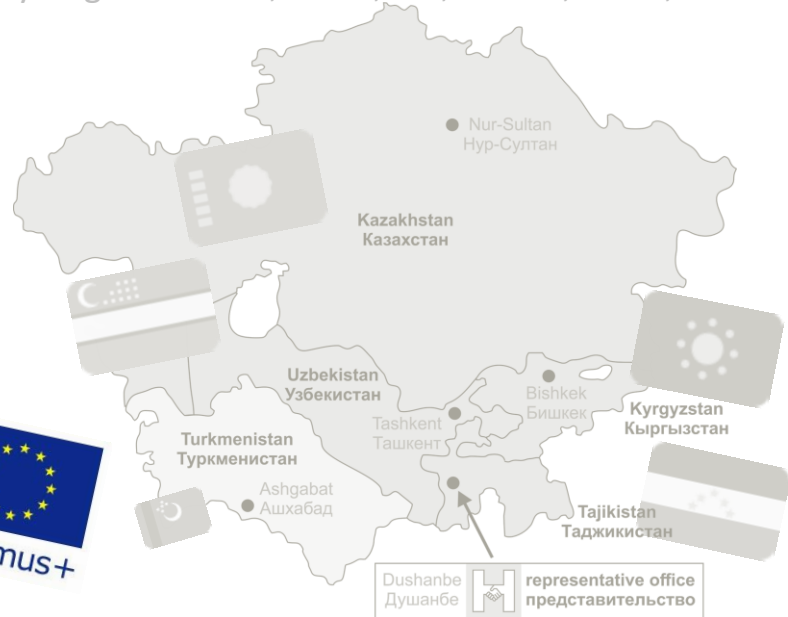 Nur-Sultan
Нур-Султан
Kazakhstan
Казахстан
Uzbekistan
Узбекистан
Bishkek
Бишкек
Tashkent
Ташкент
Kyrgyzstan
Кыргызстан
Turkmenistan
Туркменистан
Ashgabat
Ашхабад
Tajikistan
Таджикистан
mus+
Dushanbe
Душанбе
representative office
представительство